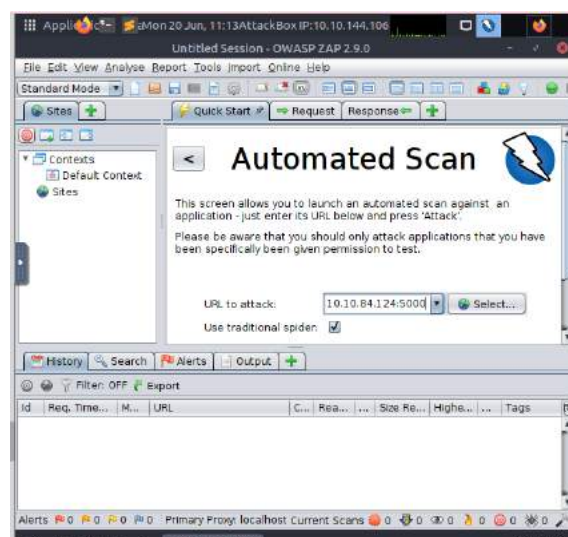 Mon 20 Jun, 11:13 AttackBox IP:10.10.144.106
Untitled Session - OWASP ZAP 2.9.0
File Edit View Analyse Report Tools Import Online Help
Standard Mode
Sites
Quick Start Request Response
Contexts
Default Context
Sites
< Automated Scan
This screen allows you to launch an automated scan against an
application - just enter its URL below and press 'Attack'.
Please be aware that you should only attack applications that you have
been specifically been given permission to test.
URL to attack: 10.10.84.124:5000 Select...
Use traditional spider:
History Search Alerts Output
Filter: OFF Export
Id Req. Time... M... URL C... Rea... ... Size Re... Highe... ... Tags
Alerts 0 0 0 0 Primary Proxy: localhost Current Scans 0 0 0 0 0 0